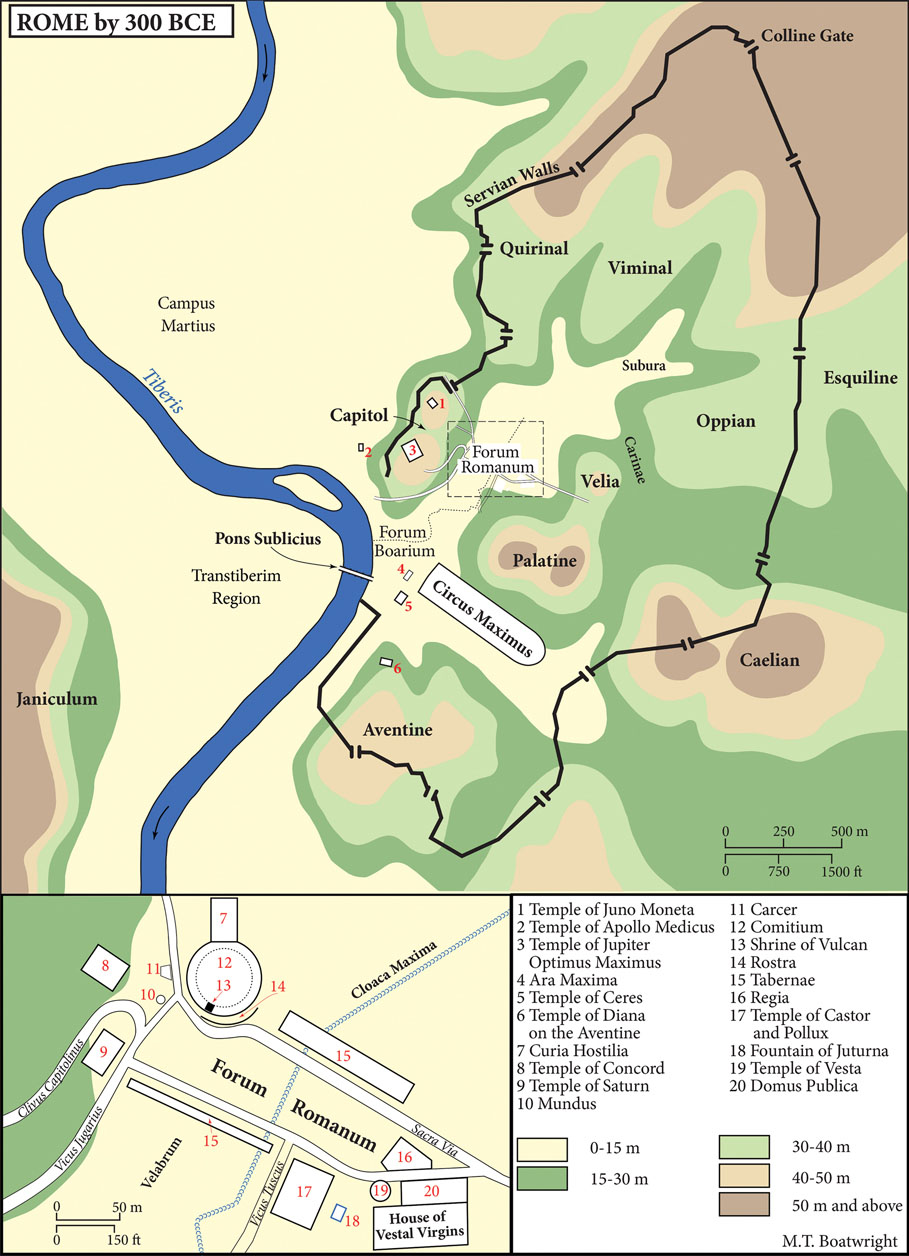 ROME by 300 BCE
Colline Gate
Servian Walls
Quirinal
Viminal
Campus
Martius
Tiberis
Subura
Esquiline
Capitol
1
2
3
Oppian
Forum
Romanum
Carinae
Velia
Pons Sublicius
Forum
Boarium
Palatine
Transtiberim
Region
4
5
Circus Maximus
6
Caelian
Janiculum
Aventine
0 250 500 m
0 750 1500 ft
7
8
11
12
13
10
14
Cloaca Maxima
9
15
Clivus Capitolinus
Forum
Romanum
Vicus Iugarius
Sacra Via
15
Velabrum
16
Vicus Tuscus
17
19
20
18
House of
Vestal Virgins
0 50 m
0 150 ft
1 Temple of Juno Moneta
2 Temple of Apollo Medicus
3 Temple of Jupiter
Optimus Maximus
4 Ara Maxima
5 Temple of Ceres
6 Temple of Diana
on the Aventine
7 Curia Hostilia
8 Temple of Concord
9 Temple of Saturn
10 Mundus
11 Carcer
12 Comitium
13 Shrine of Vulcan
14 Rostra
15 Tabernae
16 Regia
17 Temple of Castor
and Pollux
18 Fountain of Juturna
19 Temple of Vesta
20 Domus Publica
0-15 m
15-30 m
30-40 m
40-50 m
50 m and above
M.T. Boatwright